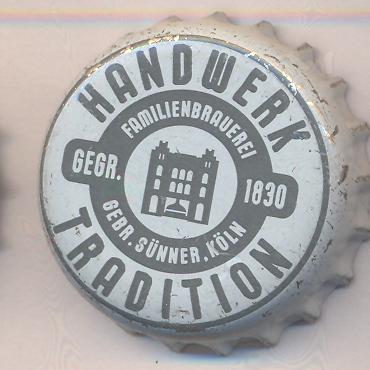 HANDWERK
FAMILIENBRAUEREI
GEGR. 1830
GEBR. SÜNNER, KÖLN
TRADITION